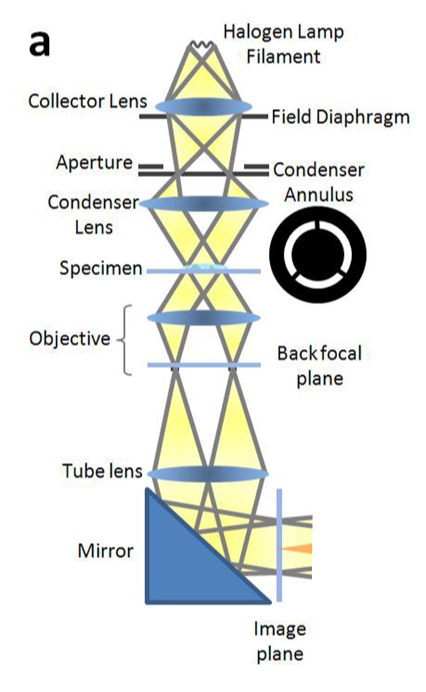 a
Halogen Lamp
Filament
Collector Lens
Field Diaphragm
Aperture
Condenser
Annulus
Condenser
Lens
Specimen
Objective
Back focal
plane
Tube lens
Mirror
Image
plane